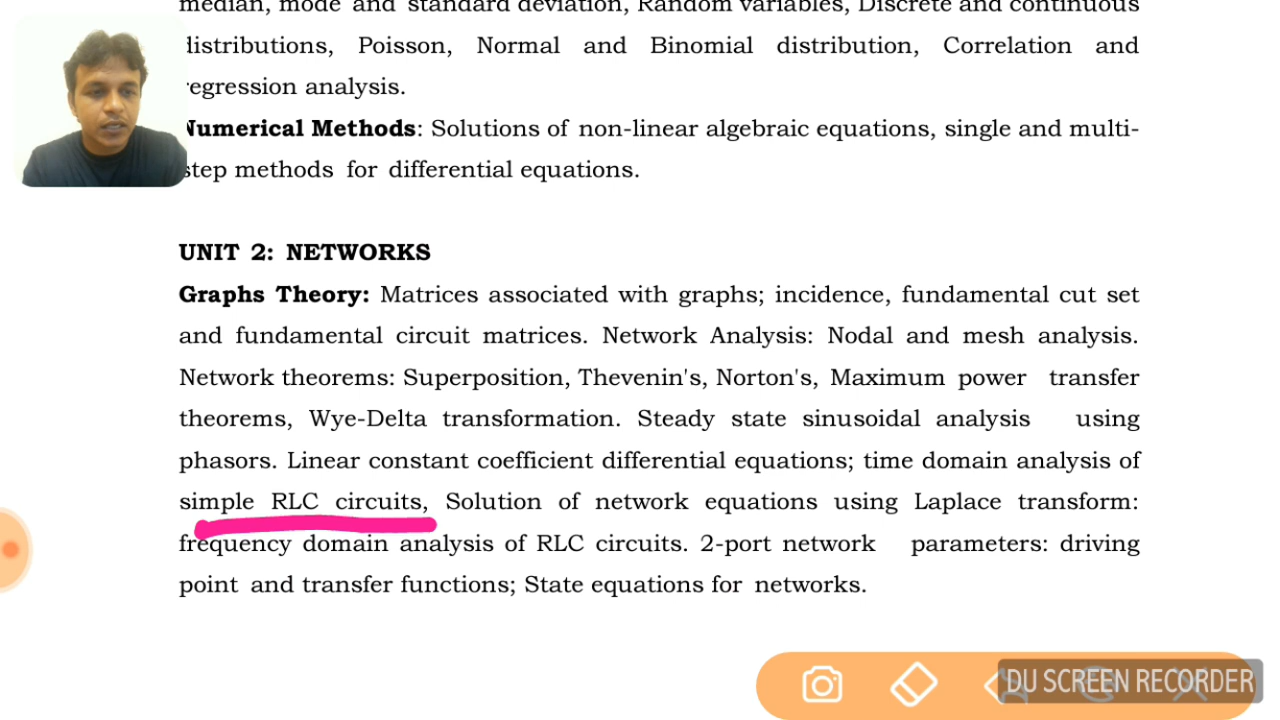 median, mode and standard deviation, Random variables, Discrete and continuous
distributions, Poisson, Normal and Binomial distribution, Correlation and
regression analysis.
Numerical Methods: Solutions of non-linear algebraic equations, single and multi-
step methods for differential equations.
UNIT 2: NETWORKS
Graphs Theory: Matrices associated with graphs; incidence, fundamental cut set
and fundamental circuit matrices. Network Analysis: Nodal and mesh analysis.
Network theorems: Superposition, Thevenin's, Norton's, Maximum power transfer
theorems, Wye-Delta transformation. Steady state sinusoidal analysis using
phasors. Linear constant coefficient differential equations; time domain analysis of
simple RLC circuits, Solution of network equations using Laplace transform:
frequency domain analysis of RLC circuits. 2-port network parameters: driving
point and transfer functions; State equations for networks.
DU SCREEN RECORDER